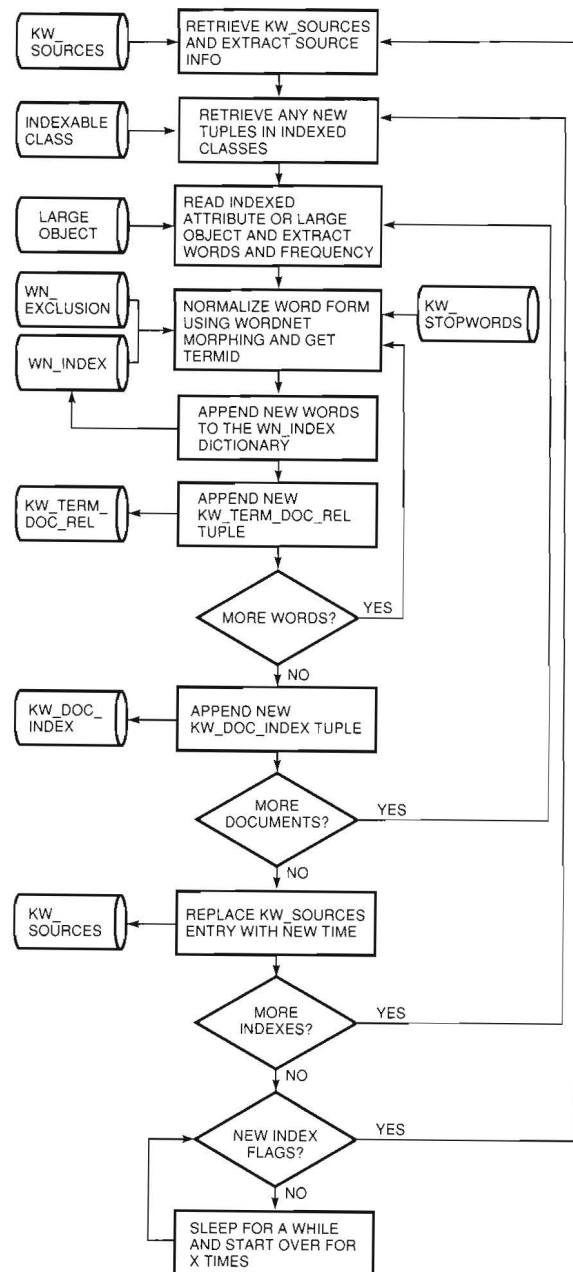 KW_
SOURCES
RETRIEVE KW_SOURCES
AND EXTRACT SOURCE
INFO
INDEXABLE
CLASS
RETRIEVE ANY NEW
TUPLES IN INDEXED
CLASSES
LARGE
OBJECT
READ INDEXED
ATTRIBUTE OR LARGE
OBJECT AND EXTRACT
WORDS AND FREQUENCY
WN_
EXCLUSION
WN_INDEX
NORMALIZE WORD FORM
USING WORDNET
MORPHING AND GET
TERMID
KW_
STOPWORDS
APPEND NEW WORDS
TO THE WN_INDEX
DICTIONARY
KW_TERM_
DOC_REL
APPEND NEW
KW_TERM_DOC_REL
TUPLE
MORE WORDS?
YES
NO
KW_DOC_
INDEX
APPEND NEW
KW_DOC_INDEX TUPLE
MORE
DOCUMENTS?
YES
NO
KW_
SOURCES
REPLACE KW_SOURCES
ENTRY WITH NEW TIME
MORE
INDEXES?
YES
NO
NEW INDEX
FLAGS?
YES
NO
SLEEP FOR A WHILE
AND START OVER FOR
X TIMES